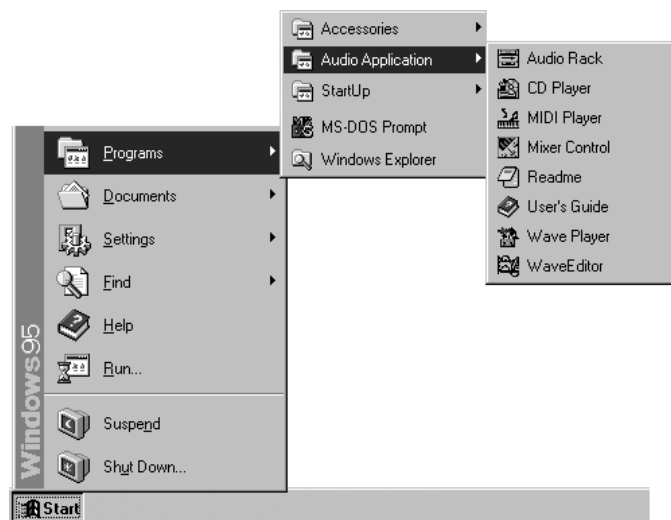 Accessories
Audio Application
StartUp
MS-DOS Prompt
Windows Explorer
Audio Rack
CD Player
MIDI Player
Mixer Control
Readme
User's Guide
Wave Player
WaveEditor
Programs
Documents
Settings
Find
Help
Run...
Suspend
Shut Down...
Windows95
Start